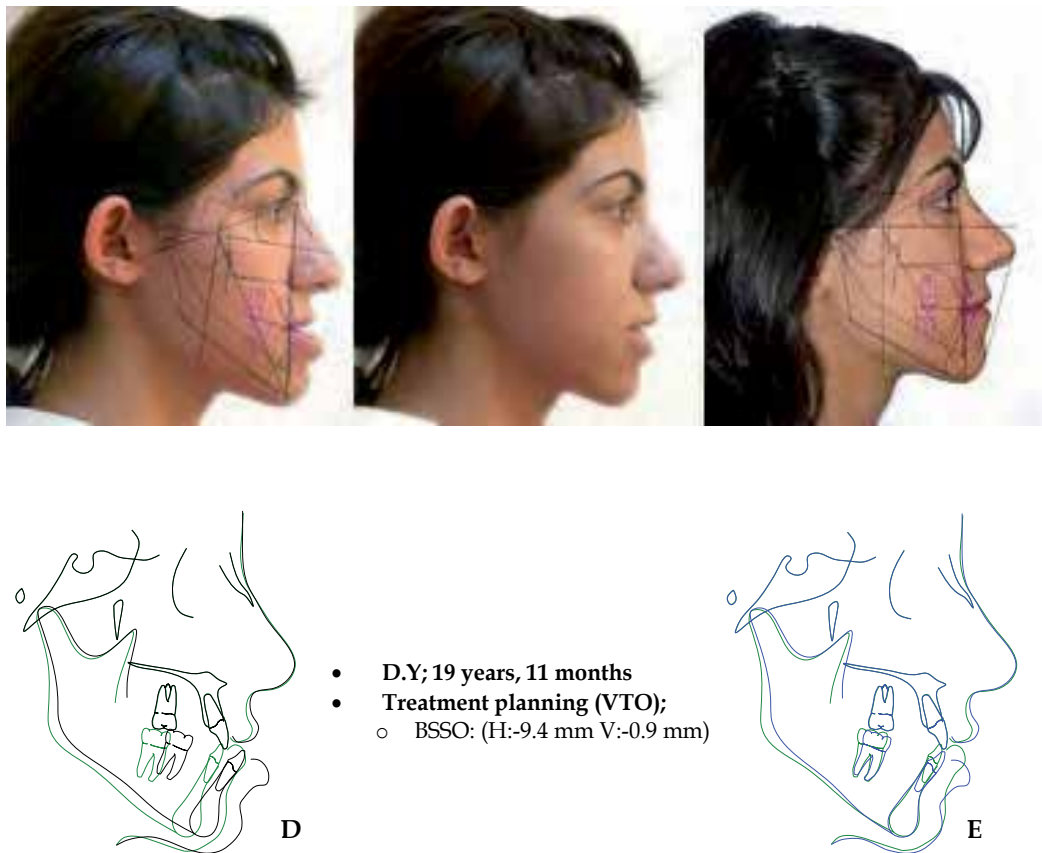 • D.Y; 19 years, 11 months
• Treatment planning (VTO);
o BSSO: (H:-9.4 mm V:-0.9 mm)
D
E